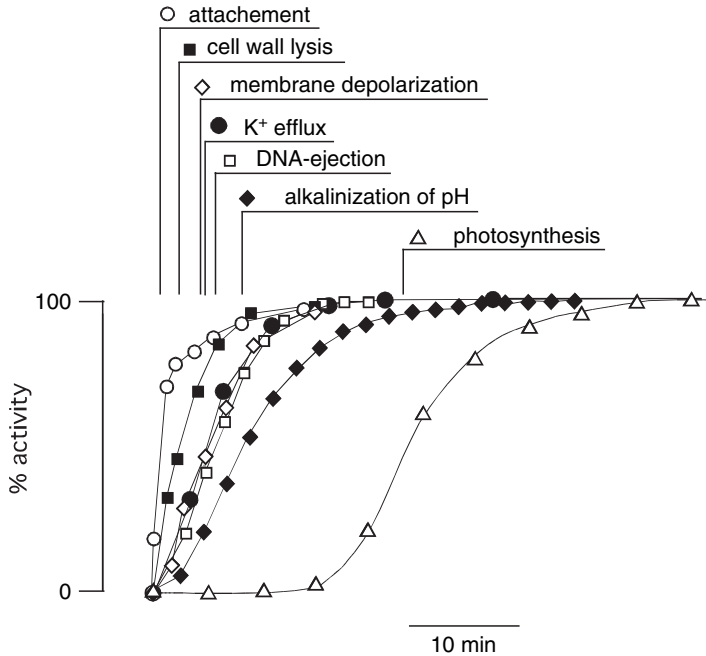 attachement
cell wall lysis
membrane depolarization
K⁺ efflux
DNA-ejection
alkalinization of pH
photosynthesis
100
% activity
0
10 min